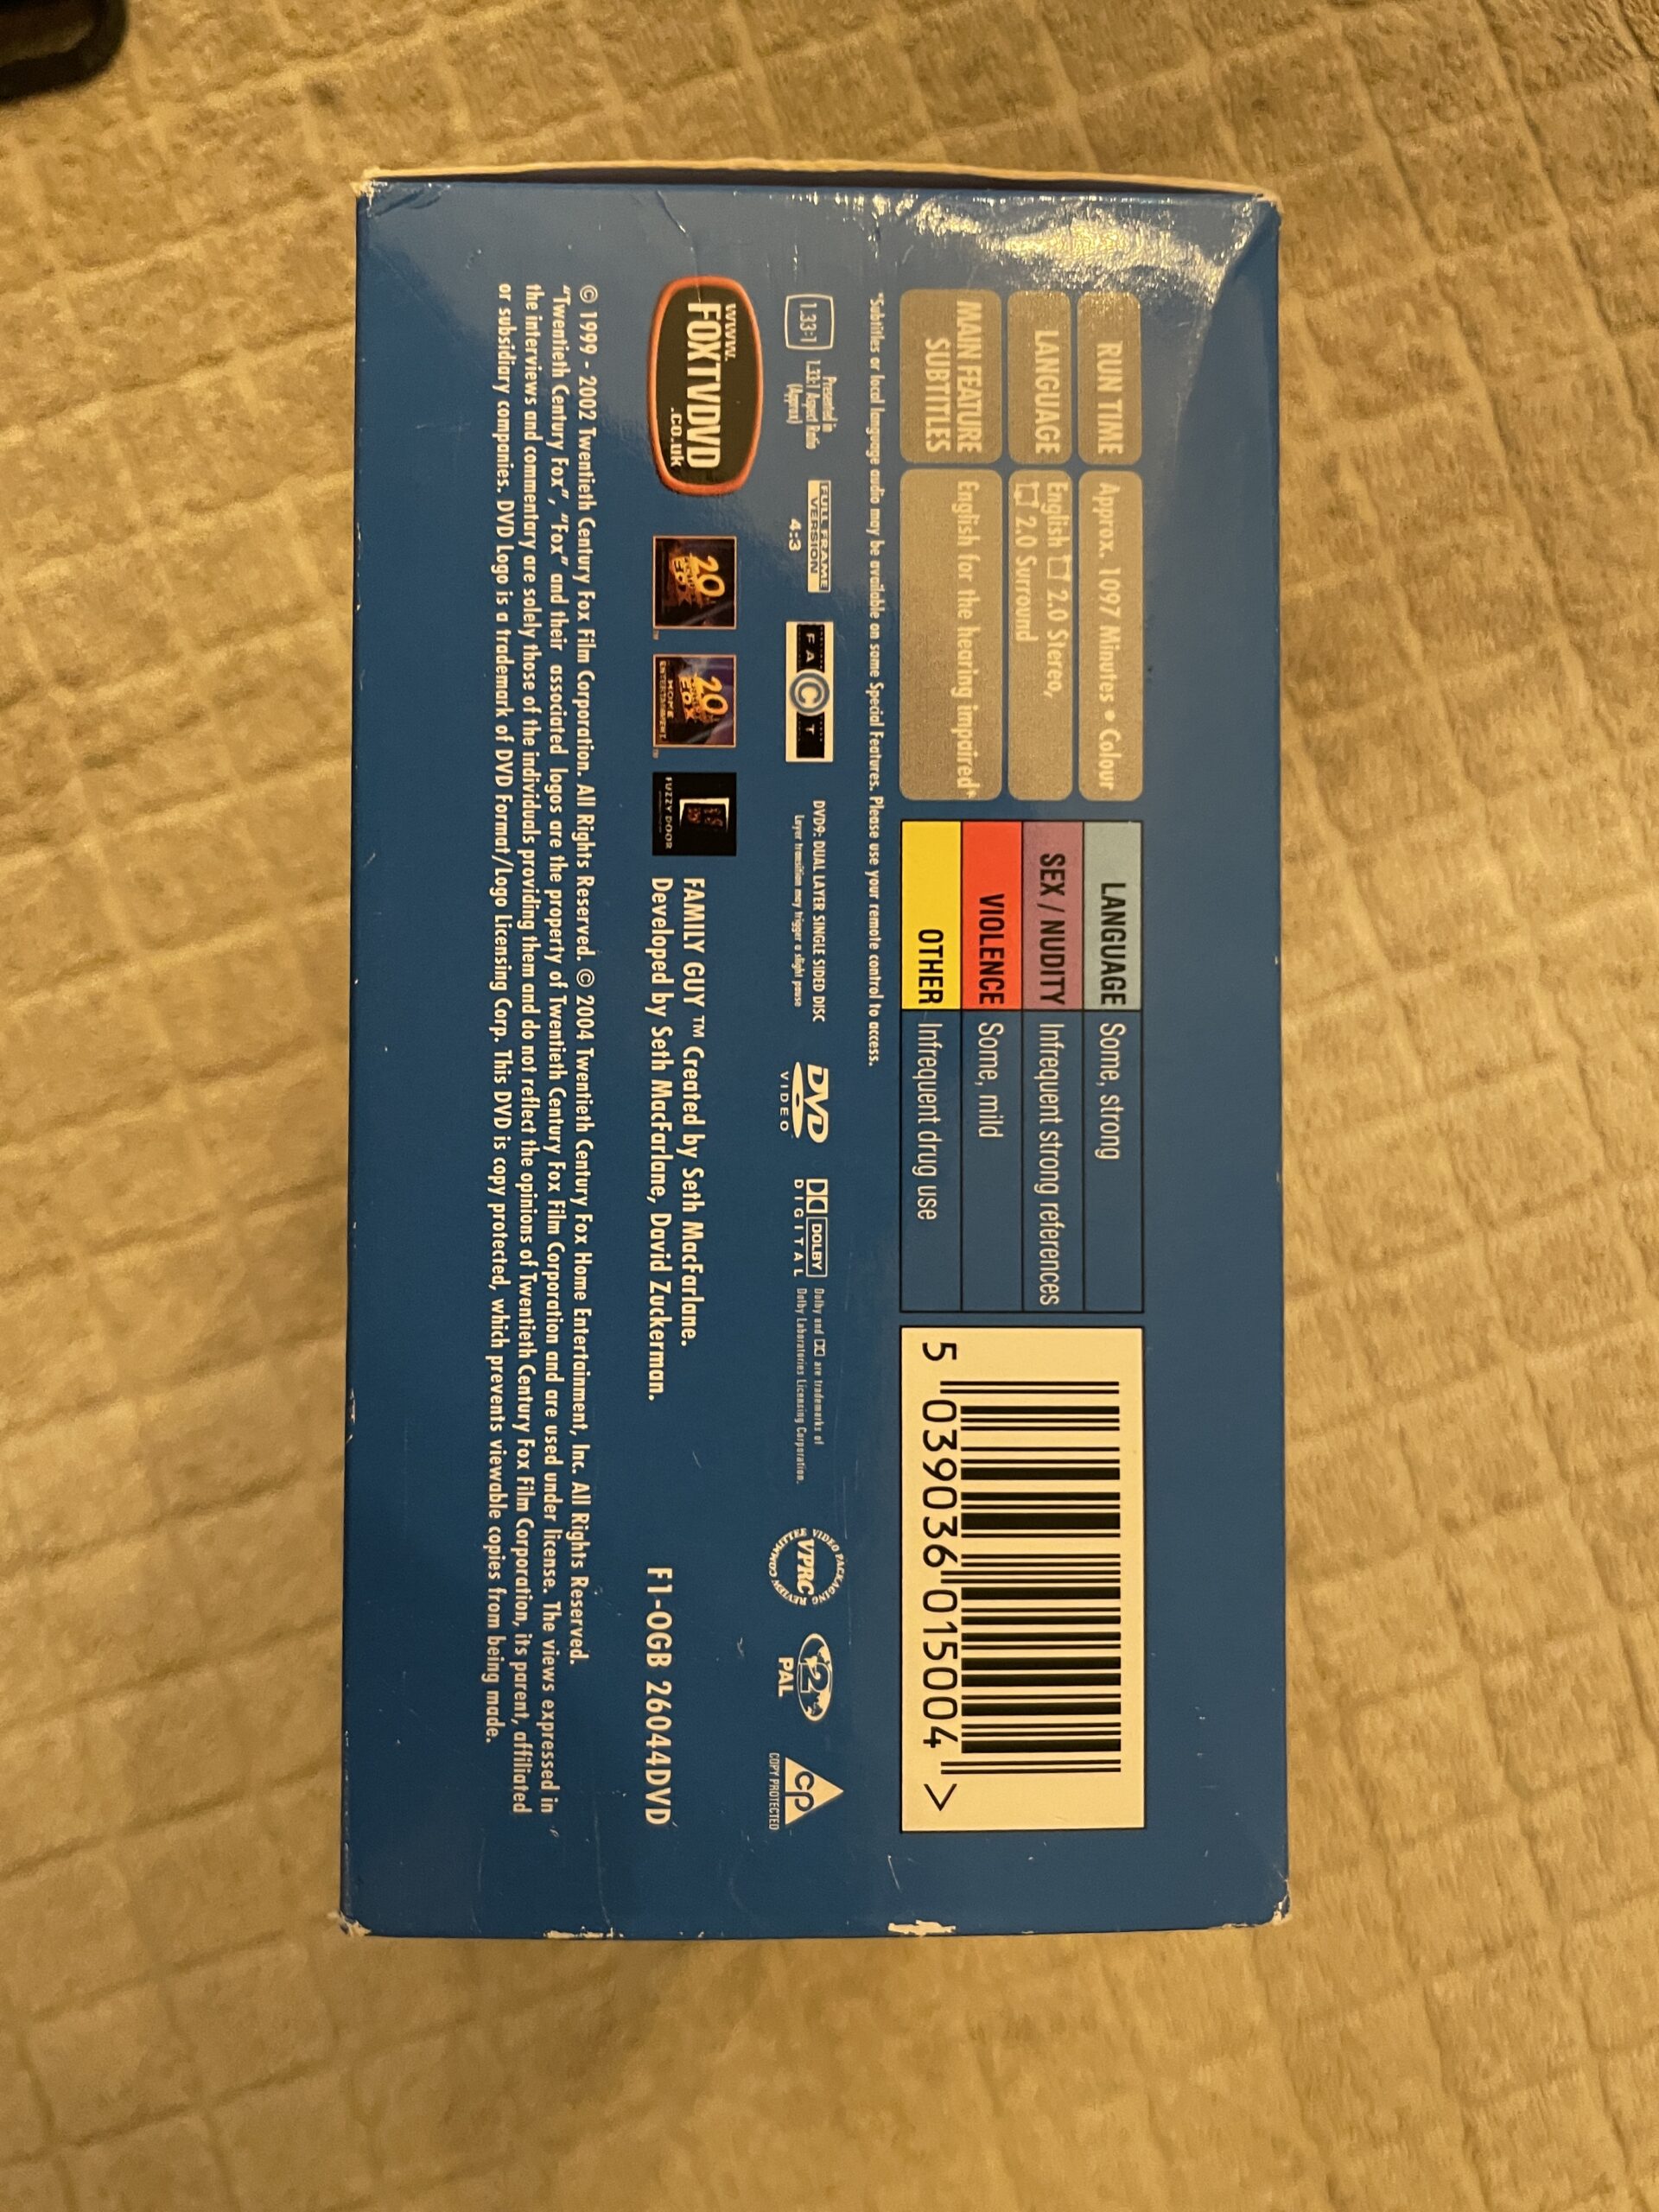 RUN TIME
Approx. 1097 Minutes • Colour
LANGUAGE
English 2.0 Stereo,
2.0 Surround
MAIN FEATURE
SUBTITLES
English for the hearing impaired*
LANGUAGE Some, strong
SEX / NUDITY Infrequent strong references
VIOLENCE Some, mild
OTHER Infrequent drug use
5 039036 015004 >
*Subtitles or local language audio may be available on some Special Features. Please use your remote control to access.
1.33:1
Presented in
1.33:1 Aspect Ratio
(Approx)
FULL FRAME
VERSION
4:3
FACT
DVD9: DUAL LAYER SINGLE SIDED DISC
Layer transition may trigger a slight pause
DVD
VIDEO
DOLBY
DIGITAL
Dolby and are trademarks of
Dolby Laboratories Licensing Corporation.
VIDEO PACKAGING REVIEW COMMITTEE
VPRC
2
PAL
cp
COPY PROTECTED
www.
FOXTVDVD
.co.uk
20
FOX
20
FOX
HOME
ENTERTAINMENT
FUZZY DOOR
FAMILY GUY ™ Created by Seth MacFarlane.
Developed by Seth MacFarlane, David Zuckerman.
F1-OGB 26044DVD
© 1999 - 2002 Twentieth Century Fox Film Corporation. All Rights Reserved. © 2004 Twentieth Century Fox Home Entertainment, Inc. All Rights Reserved.
“Twentieth Century Fox”, “Fox” and their associated logos are the property of Twentieth Century Fox Film Corporation and are used under license. The views expressed in
the interviews and commentary are solely those of the individuals providing them and do not reflect the opinions of Twentieth Century Fox Film Corporation, its parent, affiliated
or subsidiary companies. DVD Logo is a trademark of DVD Format/Logo Licensing Corp. This DVD is copy protected, which prevents viewable copies from being made.